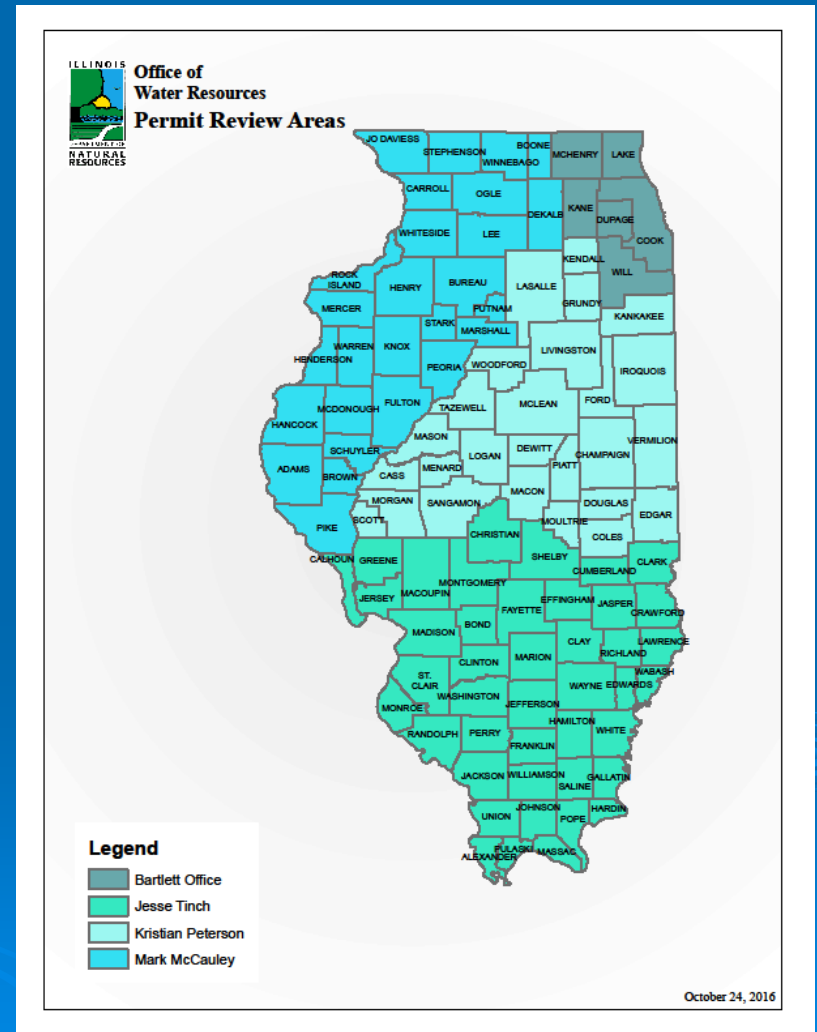 ILLINOIS
Office of
Water Resources
Permit Review Areas
DEPARTMENT OF
NATURAL
RESOURCES
JO DAVIESS
STEPHENSON
WINNEBAGO
BOONE
MCHENRY
LAKE
CARROLL
OGLE
DEKALB
KANE
DUPAGE
COOK
WHITESIDE
LEE
KENDALL
WILL
ROCK
ISLAND
HENRY
BUREAU
PUTNAM
LASALLE
GRUNDY
KANKAKEE
MERCER
STARK
MARSHALL
WARREN
KNOX
HENDERSON
PEORIA
WOODFORD
LIVINGSTON
IROQUOIS
HANCOCK
MCDONOUGH
FULTON
TAZEWELL
MCLEAN
FORD
MASON
LOGAN
DEWITT
PIATT
CHAMPAIGN
VERMILION
ADAMS
SCHUYLER
BROWN
CASS
MENARD
MACON
DOUGLAS
EDGAR
PIKE
SCOTT
MORGAN
SANGAMON
MOULTRIE
COLES
CHRISTIAN
SHELBY
CUMBERLAND
CLARK
CALHOUN
GREENE
JERSEY
MACOUPIN
MONTGOMERY
FAYETTE
EFFINGHAM
JASPER
CRAWFORD
MADISON
BOND
CLINTON
MARION
CLAY
RICHLAND
LAWRENCE
WABASH
ST.
CLAIR
WASHINGTON
JEFFERSON
WAYNE
EDWARDS
MONROE
RANDOLPH
PERRY
HAMILTON
WHITE
FRANKLIN
JACKSON
WILLIAMSON
SALINE
GALLATIN
UNION
JOHNSON
POPE
HARDIN
ALEXANDER
PULASKI
MASSAC
Legend
Bartlett Office
Jesse Tinch
Kristian Peterson
Mark McCauley
October 24, 2016